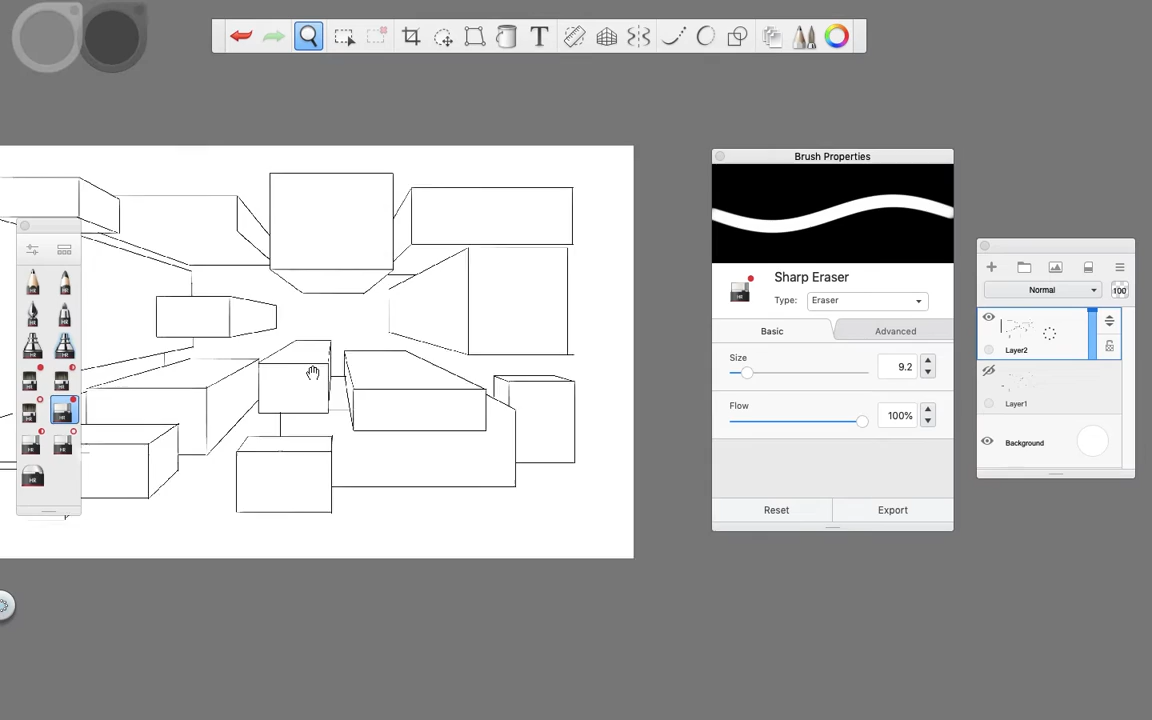 T
Brush Properties
Sharp Eraser
Type: Eraser
Basic
Advanced
Size
9.2
Flow
100%
Reset
Export
Normal
100
Layer2
Layer1
Background